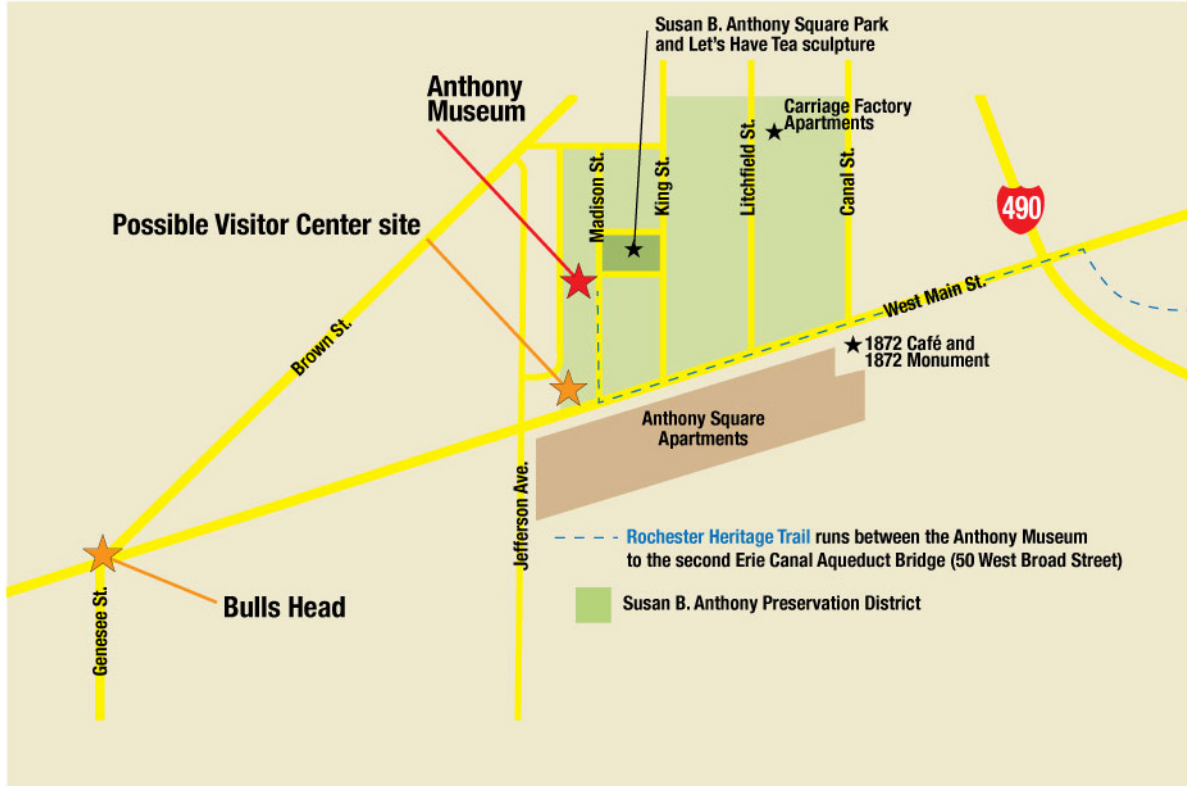 Susan B. Anthony Square Park
and Let's Have Tea sculpture
Anthony
Museum
Carriage Factory
Apartments
Possible Visitor Center site
Madison St.
King St.
Litchfield St.
Canal St.
490
Brown St.
West Main St.
1872 Café and
1872 Monument
Anthony Square
Apartments
Jefferson Ave.
Rochester Heritage Trail runs between the Anthony Museum
to the second Erie Canal Aqueduct Bridge (50 West Broad Street)
Susan B. Anthony Preservation District
Bulls Head
Genesee St.